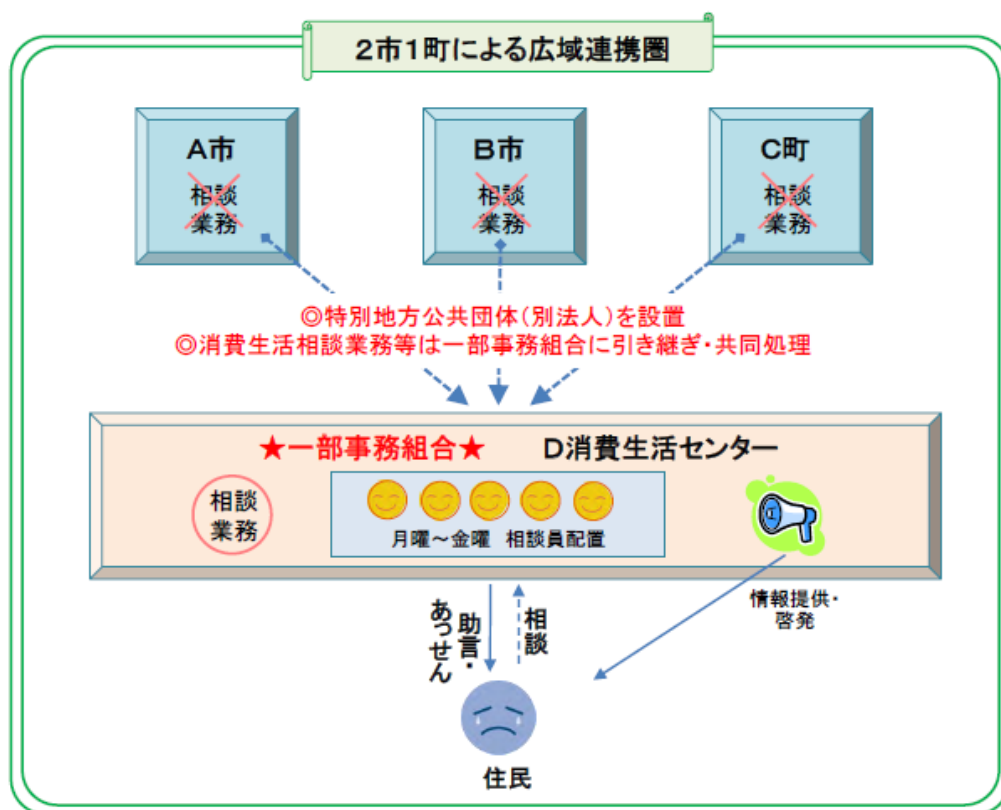 2市1町による広域連携圏
A市
相談
業務
B市
相談
業務
C町
相談
業務
◎特別地方公共団体(別法人)を設置
◎消費生活相談業務等は一部事務組合に引き継ぎ・共同処理
★一部事務組合★ D消費生活センター
相談
業務
月曜～金曜 相談員配置
助言・
あっせん
相談
情報提供・
啓発
住民